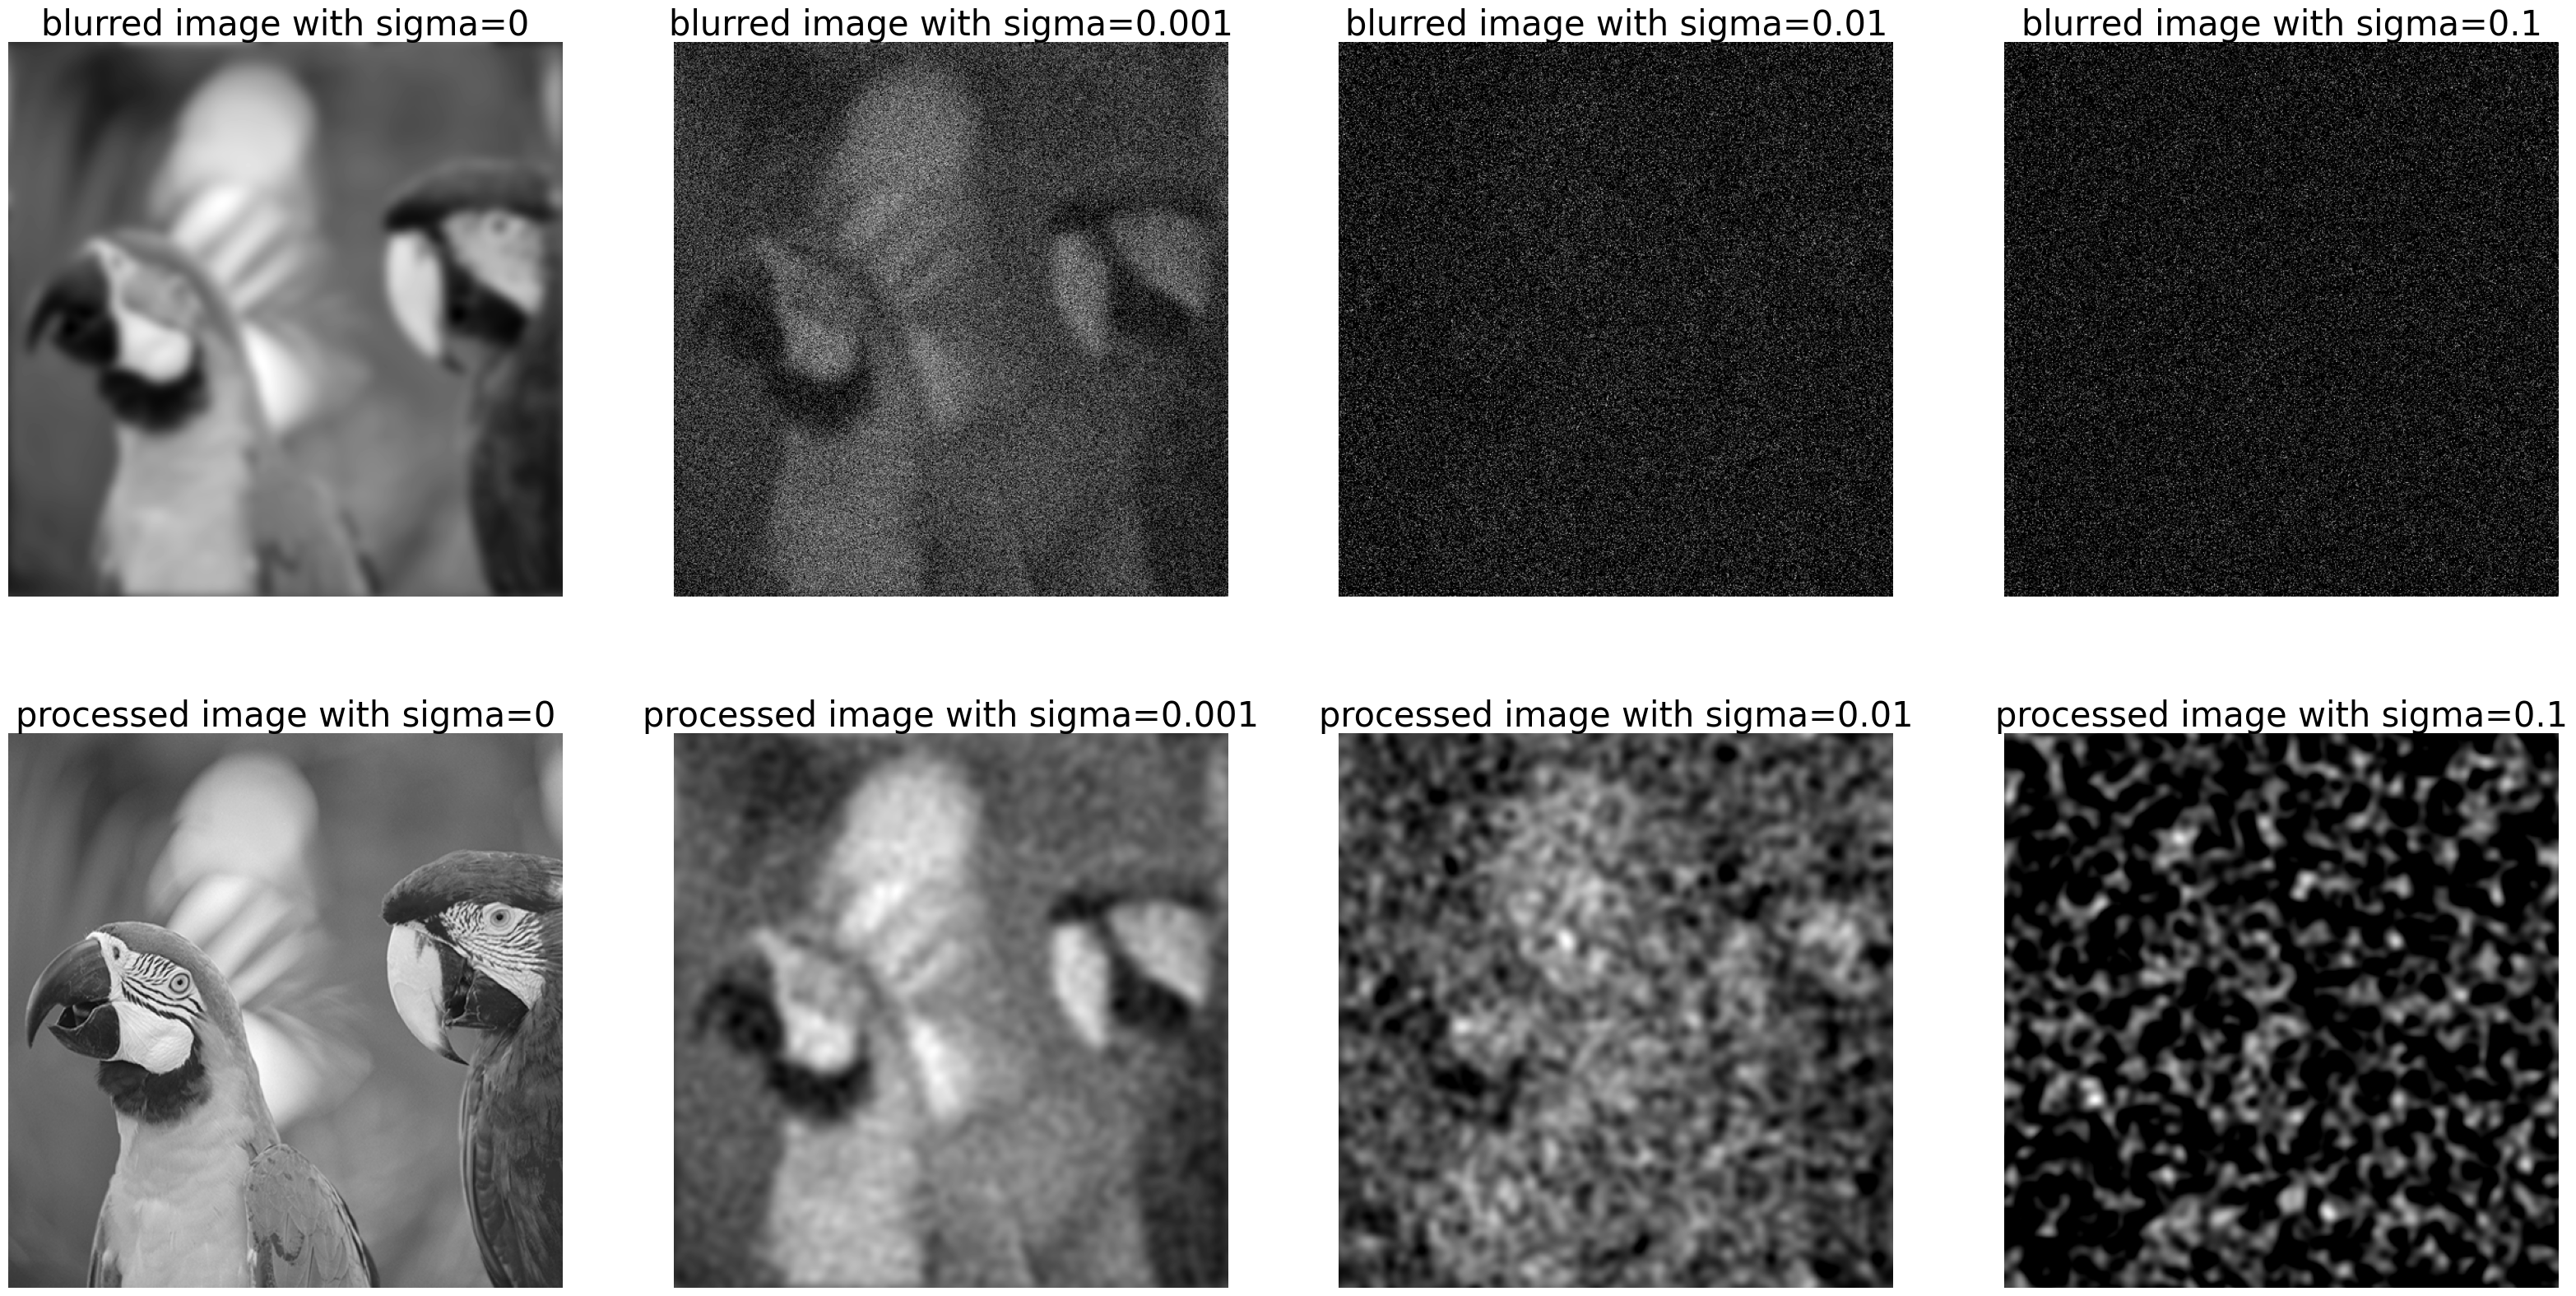 blurred image with sigma=0
blurred image with sigma=0.001
blurred image with sigma=0.01
blurred image with sigma=0.1
processed image with sigma=0
processed image with sigma=0.001
processed image with sigma=0.01
processed image with sigma=0.1